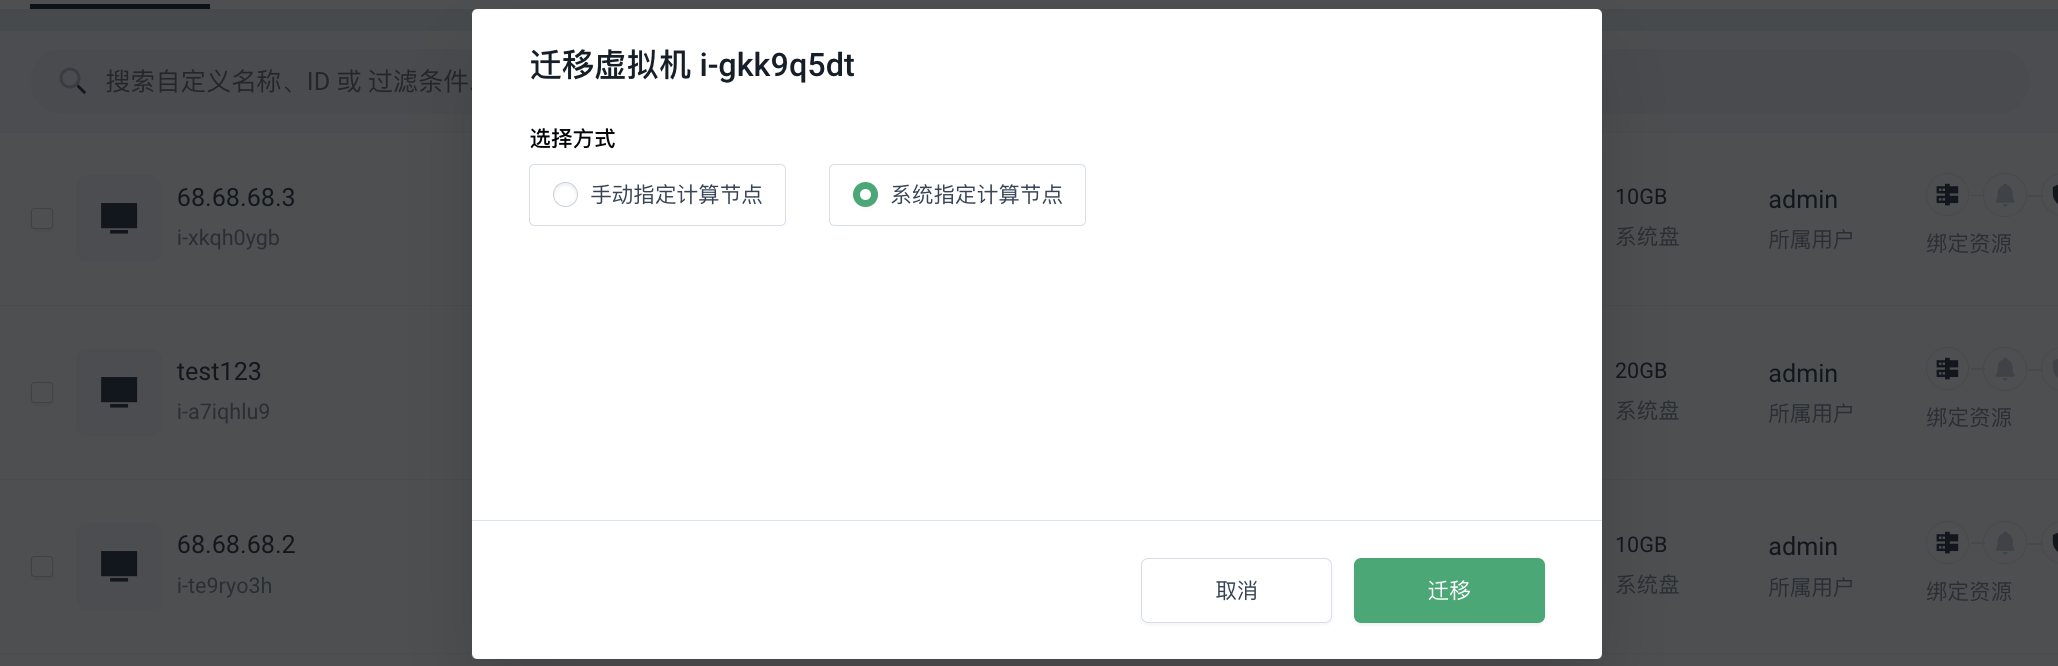 迁移虚拟机 i-gkk9q5dt
选择方式
手动指定计算节点
系统指定计算节点
取消
迁移
搜索自定义名称、ID 或 过滤条件
68.68.68.3
i-xkqh0ygb
10GB
系统盘
admin
所属用户
绑定资源
test123
i-a7iqhlu9
20GB
系统盘
admin
所属用户
绑定资源
68.68.68.2
i-te9ryo3h
10GB
系统盘
admin
所属用户
绑定资源